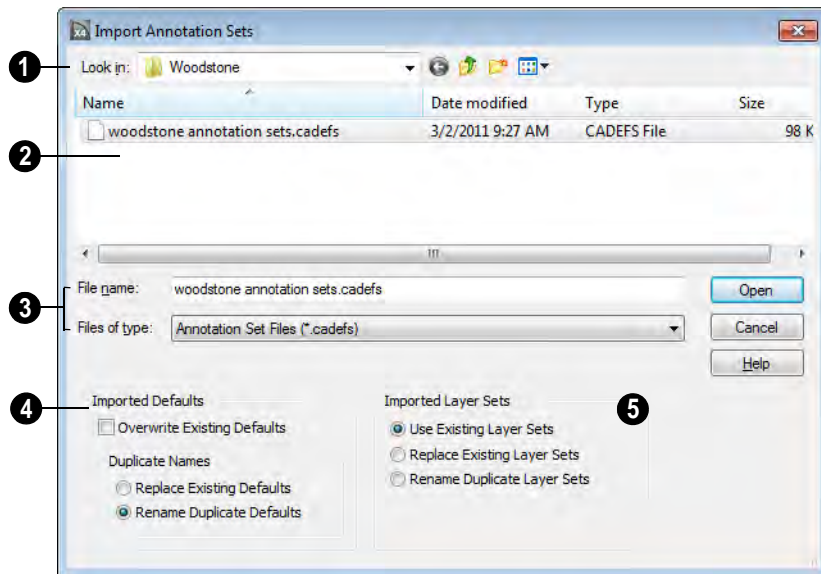 X4 Import Annotation Sets
1 Look in: Woodstone
Name Date modified Type Size
woodstone annotation sets.cadefs 3/2/2011 9:27 AM CADEFS File 98 K
2
3
File name: woodstone annotation sets.cadefs Open
Files of type: Annotation Set Files (*.cadefs) Cancel
Help
4 Imported Defaults Imported Layer Sets 5
Overwrite Existing Defaults Use Existing Layer Sets
Duplicate Names Replace Existing Layer Sets
Replace Existing Defaults Rename Duplicate Layer Sets
Rename Duplicate Defaults